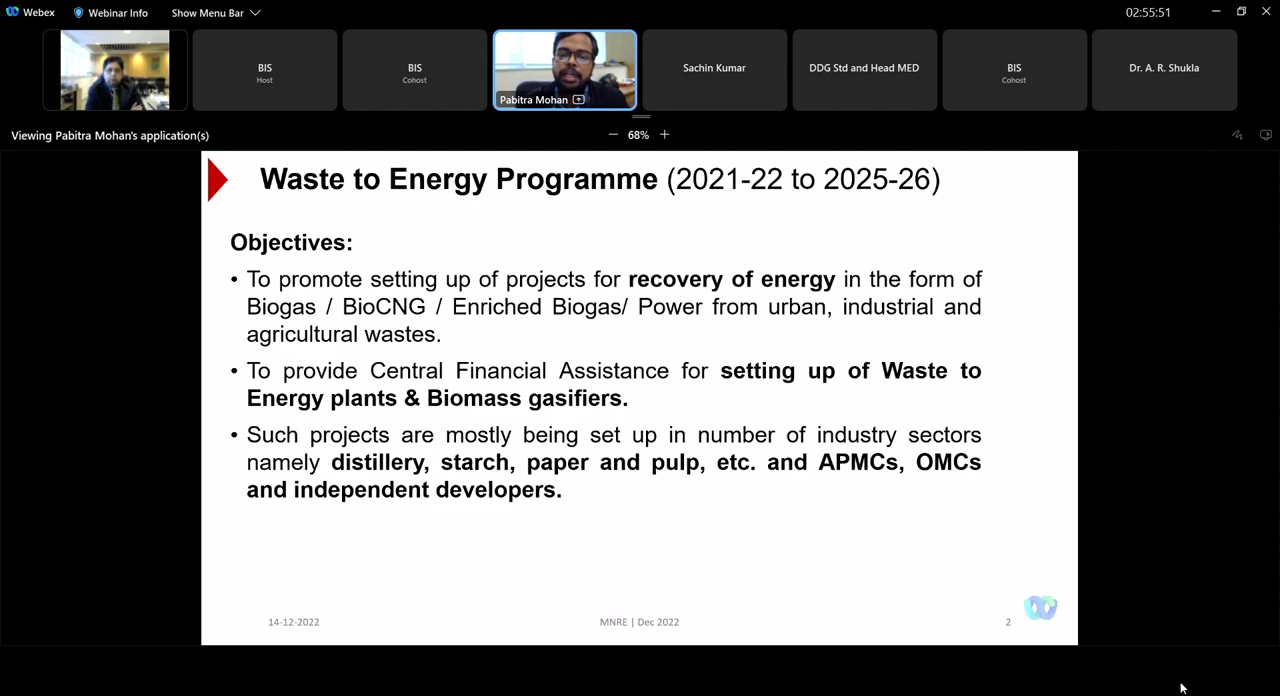 Webex
Webinar Info
Show Menu Bar
02:55:51
BIS
Host
BIS
Cohost
Pabitra Mohan
Sachin Kumar
DDG Std and Head MED
BIS
Cohost
Dr. A. R. Shukla
Viewing Pabitra Mohan's application(s)
68%
Waste to Energy Programme (2021-22 to 2025-26)
Objectives:
• To promote setting up of projects for recovery of energy in the form of
Biogas / BioCNG / Enriched Biogas/ Power from urban, industrial and
agricultural wastes.
• To provide Central Financial Assistance for setting up of Waste to
Energy plants & Biomass gasifiers.
• Such projects are mostly being set up in number of industry sectors
namely distillery, starch, paper and pulp, etc. and APMCs, OMCs
and independent developers.
14-12-2022
MNRE | Dec 2022
2